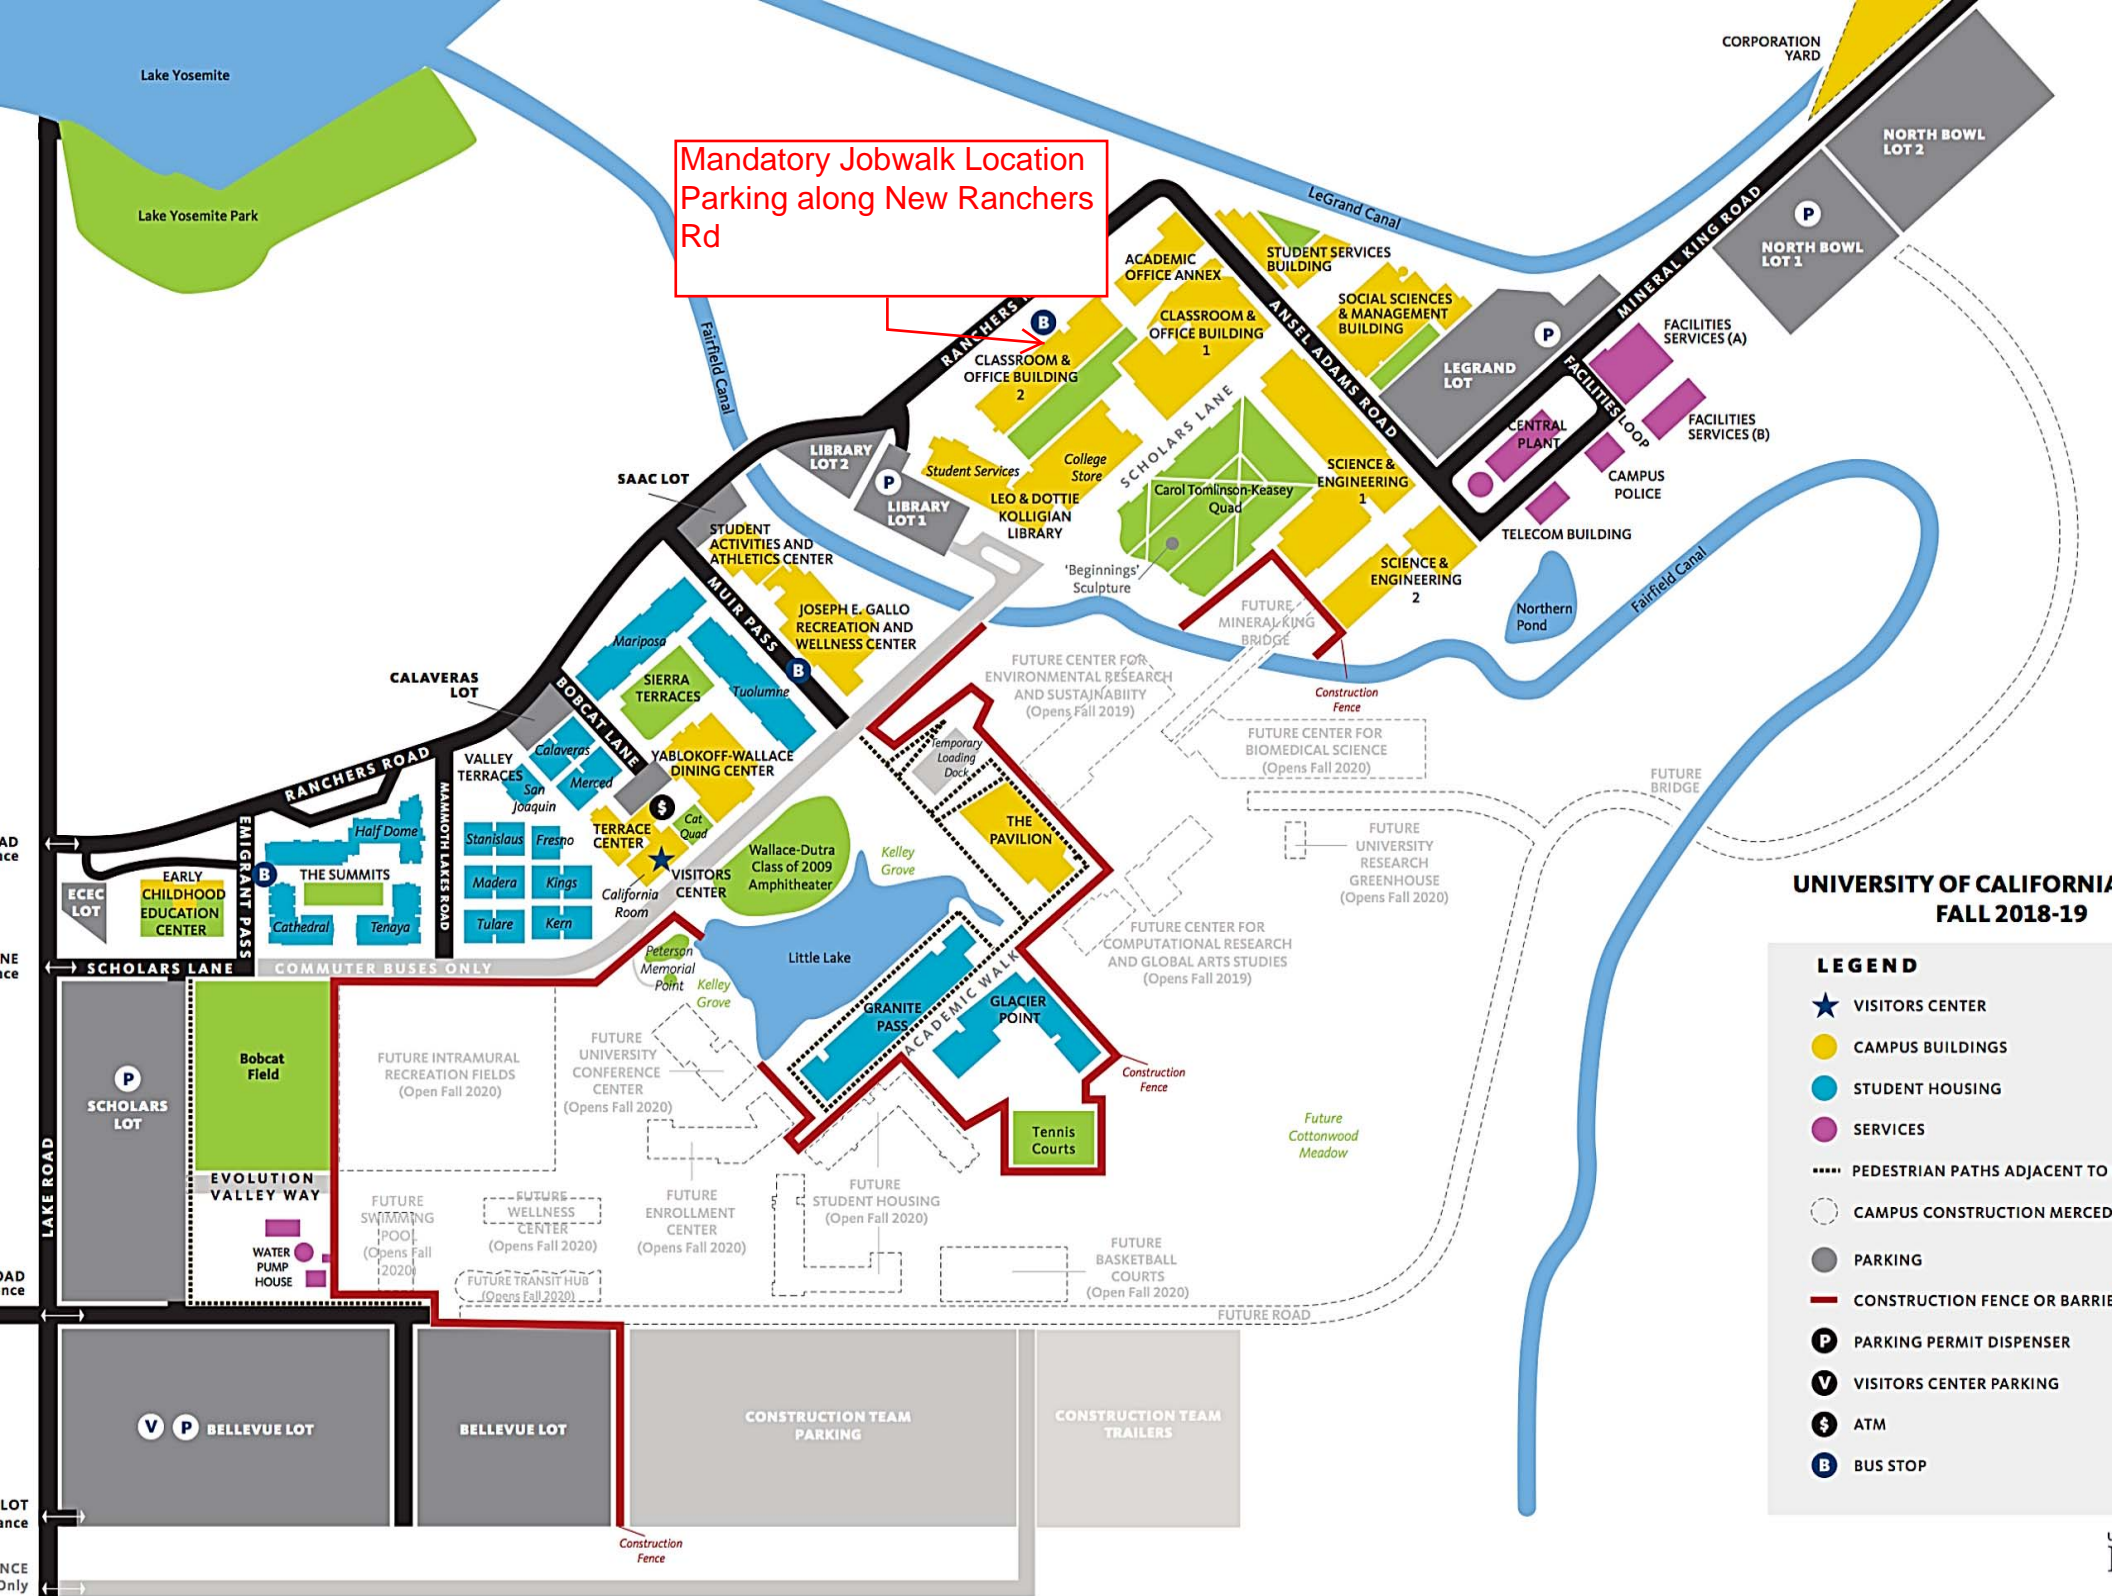 Lake Yosemite
Lake Yosemite Park
Mandatory Jobwalk Location
Parking along New Ranchers
Rd
CORPORATION
YARD
NORTH BOWL
LOT 2
NORTH BOWL
LOT 1
P
MINERAL KING ROAD
LeGrand Canal
Fairfield Canal
RANCHERS
B
ACADEMIC
OFFICE ANNEX
CLASSROOM &
OFFICE BUILDING
1
CLASSROOM &
OFFICE BUILDING
2
STUDENT SERVICES
BUILDING
SOCIAL SCIENCES
& MANAGEMENT
BUILDING
ANSEL ADAMS ROAD
P
LEGRAND
LOT
FACILITIES
SERVICES (A)
FACILITIES
SERVICES (B)
FACILITIES LOOP
CENTRAL
PLANT
CAMPUS
POLICE
TELECOM BUILDING
LIBRARY
LOT 2
P
LIBRARY
LOT 1
Student Services
College
Store
LEO & DOTTIE
KOLLIGIAN
LIBRARY
SCHOLARS LANE
Carol Tomlinson-Keasey
Quad
'Beginnings'
Sculpture
SCIENCE &
ENGINEERING
1
SCIENCE &
ENGINEERING
2
Northern
Pond
Fairfield Canal
SAAC LOT
STUDENT
ACTIVITIES AND
ATHLETICS CENTER
MUIR PASS
JOSEPH E. GALLO
RECREATION AND
WELLNESS CENTER
B
Mariposa
SIERRA
TERRACES
Tuolumne
CALAVERAS
LOT
BOBCAT LANE
YABLOKOFF-WALLACE
DINING CENTER
VALLEY
TERRACES
Calaveras
Merced
San
Joaquin
$
TERRACE
CENTER
Cat
Quad
VISITORS
CENTER
California
Room
Stanislaus
Fresno
Madera
Kings
Tulare
Kern
RANCHERS ROAD
MAMMOTH LAKES ROAD
EMIGRANT PASS
Half Dome
B
THE SUMMITS
Cathedral
Tenaya
ECEC
LOT
EARLY
CHILDHOOD
EDUCATION
CENTER
SCHOLARS LANE
COMMUTER BUSES ONLY
Wallace-Dutra
Class of 2009
Amphitheater
Kelley
Grove
Little Lake
Peterson
Memorial
Point
Kelley
Grove
Temporary
Loading
Dock
THE
PAVILION
GRANITE
PASS
ACADEMIC WALK
GLACIER
POINT
Tennis
Courts
Construction
Fence
FUTURE
MINERAL KING
BRIDGE
Construction
Fence
FUTURE CENTER FOR
ENVIRONMENTAL RESEARCH
AND SUSTAINABIITY
(Opens Fall 2019)
FUTURE CENTER FOR
BIOMEDICAL SCIENCE
(Opens Fall 2020)
FUTURE
BRIDGE
FUTURE
UNIVERSITY
RESEARCH
GREENHOUSE
(Opens Fall 2020)
FUTURE CENTER FOR
COMPUTATIONAL RESEARCH
AND GLOBAL ARTS STUDIES
(Opens Fall 2019)
Future
Cottonwood
Meadow
FUTURE INTRAMURAL
RECREATION FIELDS
(Open Fall 2020)
FUTURE
UNIVERSITY
CONFERENCE
CENTER
(Opens Fall 2020)
FUTURE
SWIMMING
POOL
(Opens Fall
2020)
FUTURE
WELLNESS
CENTER
(Opens Fall 2020)
FUTURE
ENROLLMENT
CENTER
(Opens Fall 2020)
FUTURE
STUDENT HOUSING
(Open Fall 2020)
FUTURE
BASKETBALL
COURTS
(Open Fall 2020)
FUTURE TRANSIT HUB
(Opens Fall 2020)
FUTURE ROAD
P
SCHOLARS
LOT
LAKE ROAD
Bobcat
Field
EVOLUTION
VALLEY WAY
WATER
PUMP
HOUSE
V P BELLEVUE LOT
BELLEVUE LOT
CONSTRUCTION TEAM
PARKING
CONSTRUCTION TEAM
TRAILERS
Construction
Fence
AD
nce
NE
nce
OAD
nce
LOT
ance
NCE
Only
UNIVERSITY OF CALIFORNIA
FALL 2018-19
LEGEND
VISITORS CENTER
CAMPUS BUILDINGS
STUDENT HOUSING
SERVICES
PEDESTRIAN PATHS ADJACENT TO
CAMPUS CONSTRUCTION MERCED
PARKING
CONSTRUCTION FENCE OR BARRIE
P PARKING PERMIT DISPENSER
V VISITORS CENTER PARKING
$ ATM
B BUS STOP